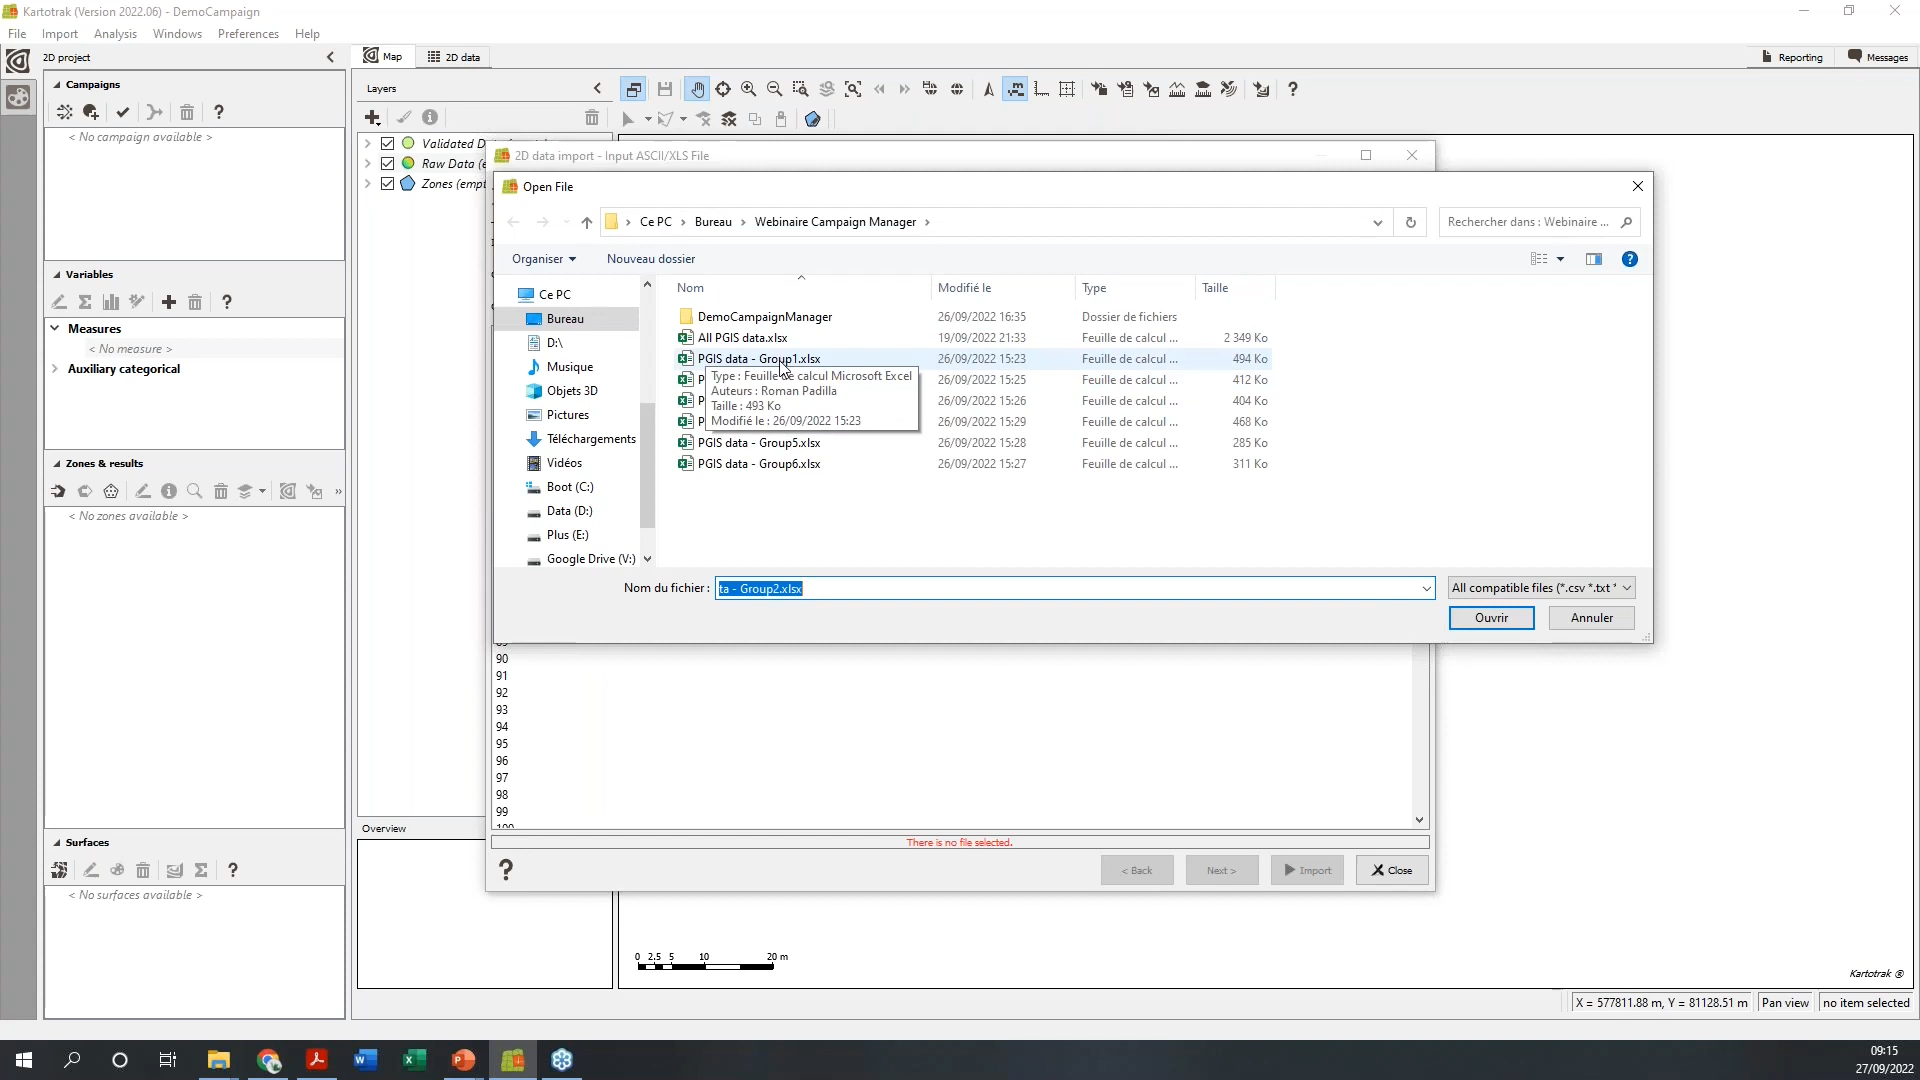 Kartotrak (Version 2022.06) - DemoCampaign
File Import Analysis Windows Preferences Help
2D project
Map
2D data
Reporting
Messages
Campaigns
< No campaign available >
Layers
Validated D
Raw Data (e
Zones (empt
Variables
Measures
< No measure >
Auxiliary categorical
Zones & results
< No zones available >
Surfaces
< No surfaces available >
Overview
2D data import - Input ASCII/XLS File
Open File
Ce PC > Bureau > Webinaire Campaign Manager >
Rechercher dans : Webinaire ...
Organiser
Nouveau dossier
Ce PC
Bureau
D:\
Musique
Objets 3D
Pictures
Téléchargements
Vidéos
Boot (C:)
Data (D:)
Plus (E:)
Google Drive (V:)
Nom Modifié le Type Taille
DemoCampaignManager 26/09/2022 16:35 Dossier de fichiers
All PGIS data.xlsx 19/09/2022 21:33 Feuille de calcul ... 2 349 Ko
PGIS data - Group1.xlsx 26/09/2022 15:23 Feuille de calcul ... 494 Ko
P 26/09/2022 15:25 Feuille de calcul ... 412 Ko
P 26/09/2022 15:26 Feuille de calcul ... 404 Ko
P 26/09/2022 15:29 Feuille de calcul ... 468 Ko
PGIS data - Group5.xlsx 26/09/2022 15:28 Feuille de calcul ... 285 Ko
PGIS data - Group6.xlsx 26/09/2022 15:27 Feuille de calcul ... 311 Ko
Type : Feuille de calcul Microsoft Excel
Auteurs : Roman Padilla
Taille : 493 Ko
Modifié le : 26/09/2022 15:23
Nom du fichier : ta - Group2.xlsx
All compatible files (*.csv *.txt *
Ouvrir
Annuler
90
91
92
93
94
95
96
97
98
99
100
There is no file selected.
< Back
Next >
Import
Close
0 2.5 5 10 20 m
Kartotrak ®
X = 577811.88 m, Y = 81128.51 m
Pan view
no item selected
09:15
27/09/2022